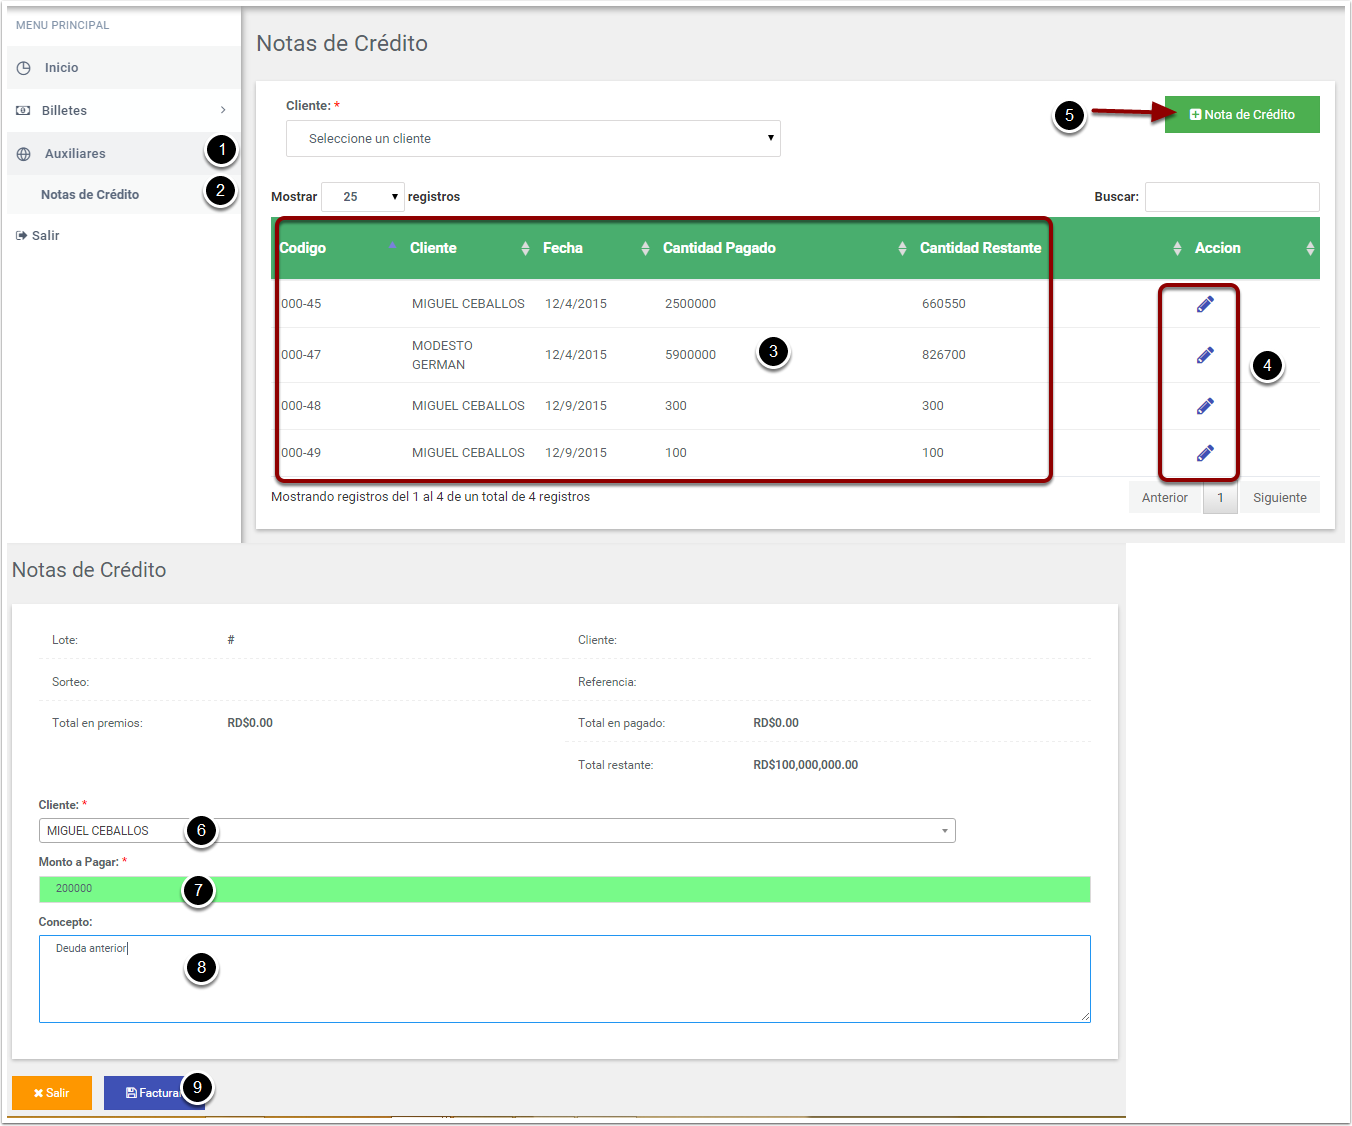 MENU PRINCIPAL
Inicio
Billetes
Auxiliares
1
Notas de Crédito
2
Salir
Notas de Crédito
Cliente: *
Seleccione un cliente
5
Nota de Crédito
Mostrar 25 registros
Buscar:
Codigo Cliente Fecha Cantidad Pagado Cantidad Restante Accion
000-45 MIGUEL CEBALLOS 12/4/2015 2500000 660550
000-47 MODESTO GERMAN 12/4/2015 5900000 826700
3
4
000-48 MIGUEL CEBALLOS 12/9/2015 300 300
000-49 MIGUEL CEBALLOS 12/9/2015 100 100
Mostrando registros del 1 al 4 de un total de 4 registros
Anterior 1 Siguiente
Notas de Crédito
Lote: # Cliente:
Sorteo: Referencia:
Total en premios: RD$0.00 Total en pagado: RD$0.00
Total restante: RD$100,000,000.00
Cliente: *
MIGUEL CEBALLOS
6
Monto a Pagar: *
200000
7
Concepto:
Deuda anterior
8
Salir
Facturar
9